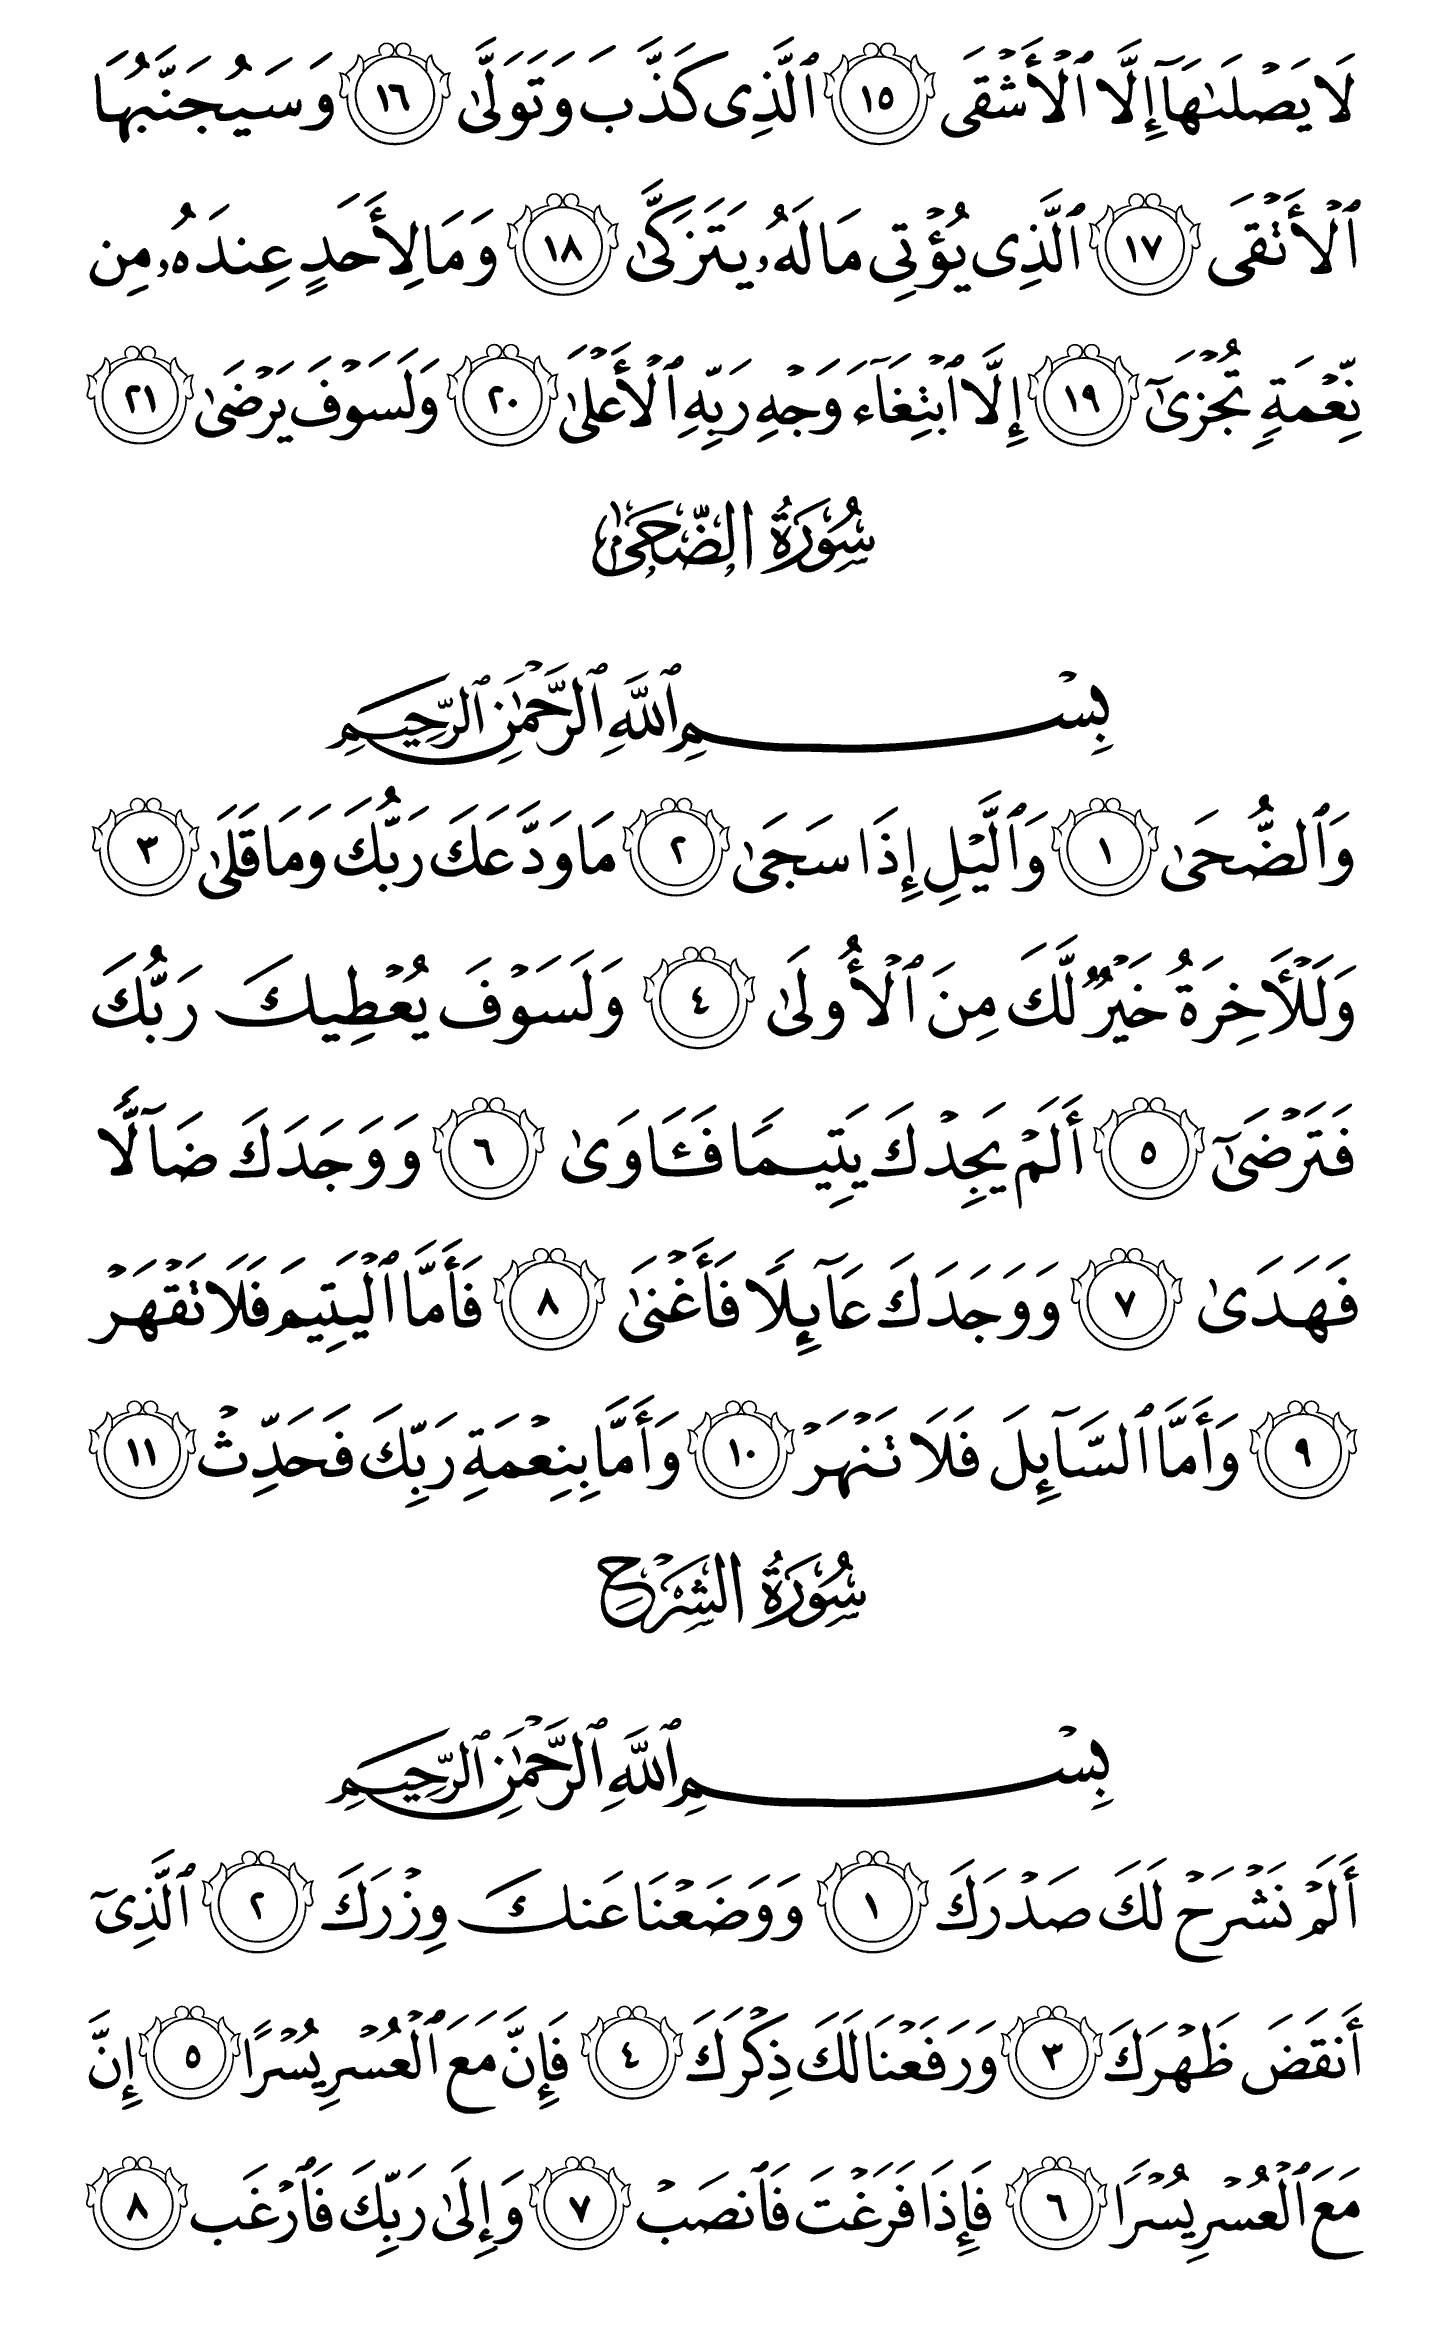 لَا يَصْلَىٰهَآ إِلَّا ٱلْأَشْقَى ١٥ ٱلَّذِى كَذَّبَ وَتَوَلَّىٰ ١٦ وَسَيُجَنَّبُهَا
ٱلْأَتْقَى ١٧ ٱلَّذِى يُؤْتِى مَالَهُۥ يَتَزَكَّىٰ ١٨ وَمَا لِأَحَدٍ عِندَهُۥ مِن
نِّعْمَةٍ تُجْزَىٰٓ ١٩ إِلَّا ٱبْتِغَآءَ وَجْهِ رَبِّهِ ٱلْأَعْلَىٰ ٢٠ وَلَسَوْفَ يَرْضَىٰ ٢١
سُورَةُ الضُّحَىٰ
بِسْمِ ٱللَّهِ ٱلرَّحْمَٰنِ ٱلرَّحِيمِ
وَٱلضُّحَىٰ ١ وَٱلَّيْلِ إِذَا سَجَىٰ ٢ مَا وَدَّعَكَ رَبُّكَ وَمَا قَلَىٰ ٣
وَلَلْأَخِرَةُ خَيْرٌ لَّكَ مِنَ ٱلْأُولَىٰ ٤ وَلَسَوْفَ يُعْطِيكَ رَبُّكَ
فَتَرْضَىٰٓ ٥ أَلَمْ يَجِدْكَ يَتِيمًا فَـَٔاوَىٰ ٦ وَوَجَدَكَ ضَآلًّا
فَهَدَىٰ ٧ وَوَجَدَكَ عَآئِلًا فَأَغْنَىٰ ٨ فَأَمَّا ٱلْيَتِيمَ فَلَا تَقْهَرْ
٩ وَأَمَّا ٱلسَّآئِلَ فَلَا تَنْهَرْ ١٠ وَأَمَّا بِنِعْمَةِ رَبِّكَ فَحَدِّثْ ١١
سُورَةُ الشَّرْحِ
بِسْمِ ٱللَّهِ ٱلرَّحْمَٰنِ ٱلرَّحِيمِ
أَلَمْ نَشْرَحْ لَكَ صَدْرَكَ ١ وَوَضَعْنَا عَنكَ وِزْرَكَ ٢ ٱلَّذِىٓ
أَنقَضَ ظَهْرَكَ ٣ وَرَفَعْنَا لَكَ ذِكْرَكَ ٤ فَإِنَّ مَعَ ٱلْعُسْرِ يُسْرًا ٥ إِنَّ
مَعَ ٱلْعُسْرِ يُسْرًا ٦ فَإِذَا فَرَغْتَ فَٱنصَبْ ٧ وَإِلَىٰ رَبِّكَ فَٱرْغَب ٨